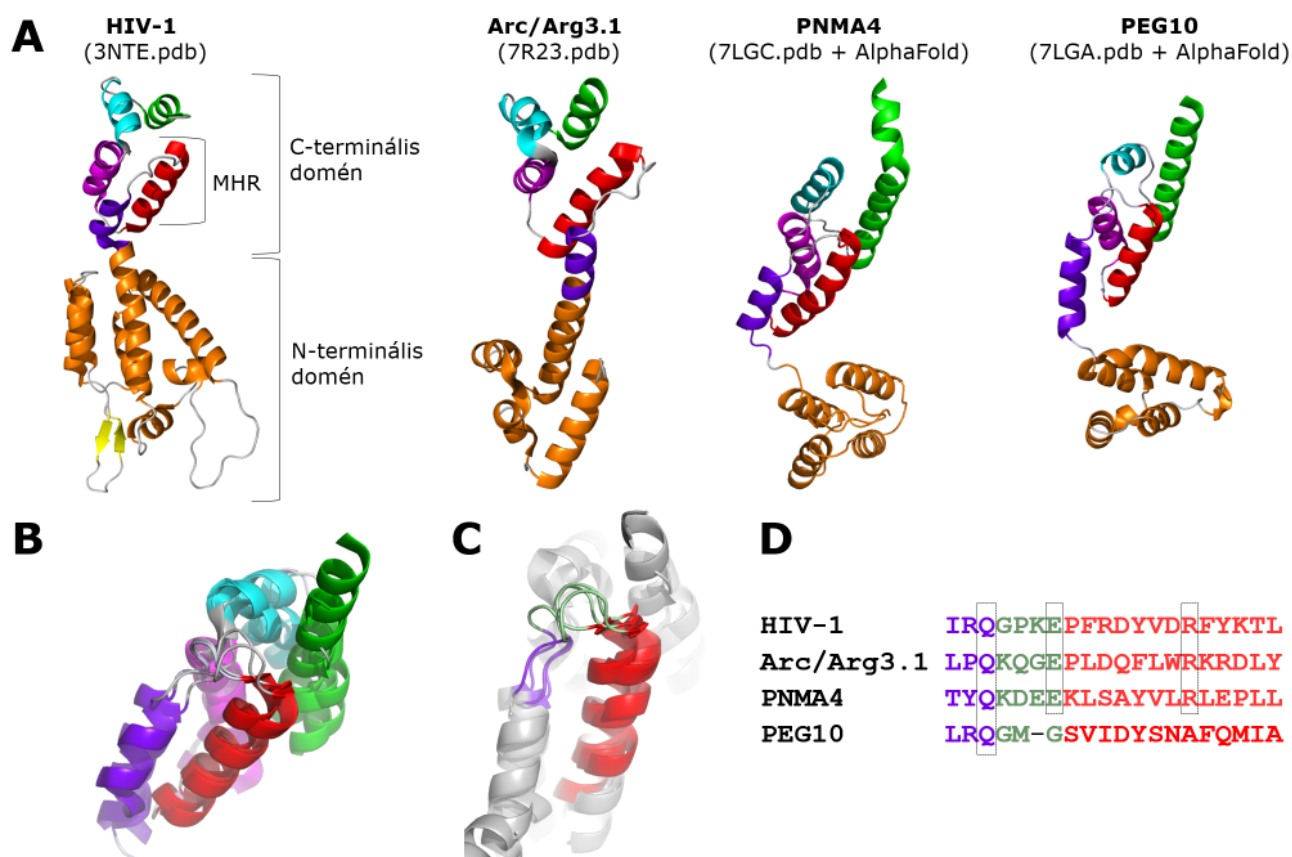 A
HIV-1
(3NTE.pdb)
Arc/Arg3.1
(7R23.pdb)
PNMA4
(7LGC.pdb + AlphaFold)
PEG10
(7LGA.pdb + AlphaFold)
C-terminális
domén
MHR
N-terminális
domén
B
C
D
HIV-1 IRQGPKEPFRDYVDRFYKTL
Arc/Arg3.1 LPQKQGEPLDQFLWRKRDLY
PNMA4 TYQKDEEKLSAYVLRLEPLL
PEG10 LRQGM-GSVIDYSNAFQMIA